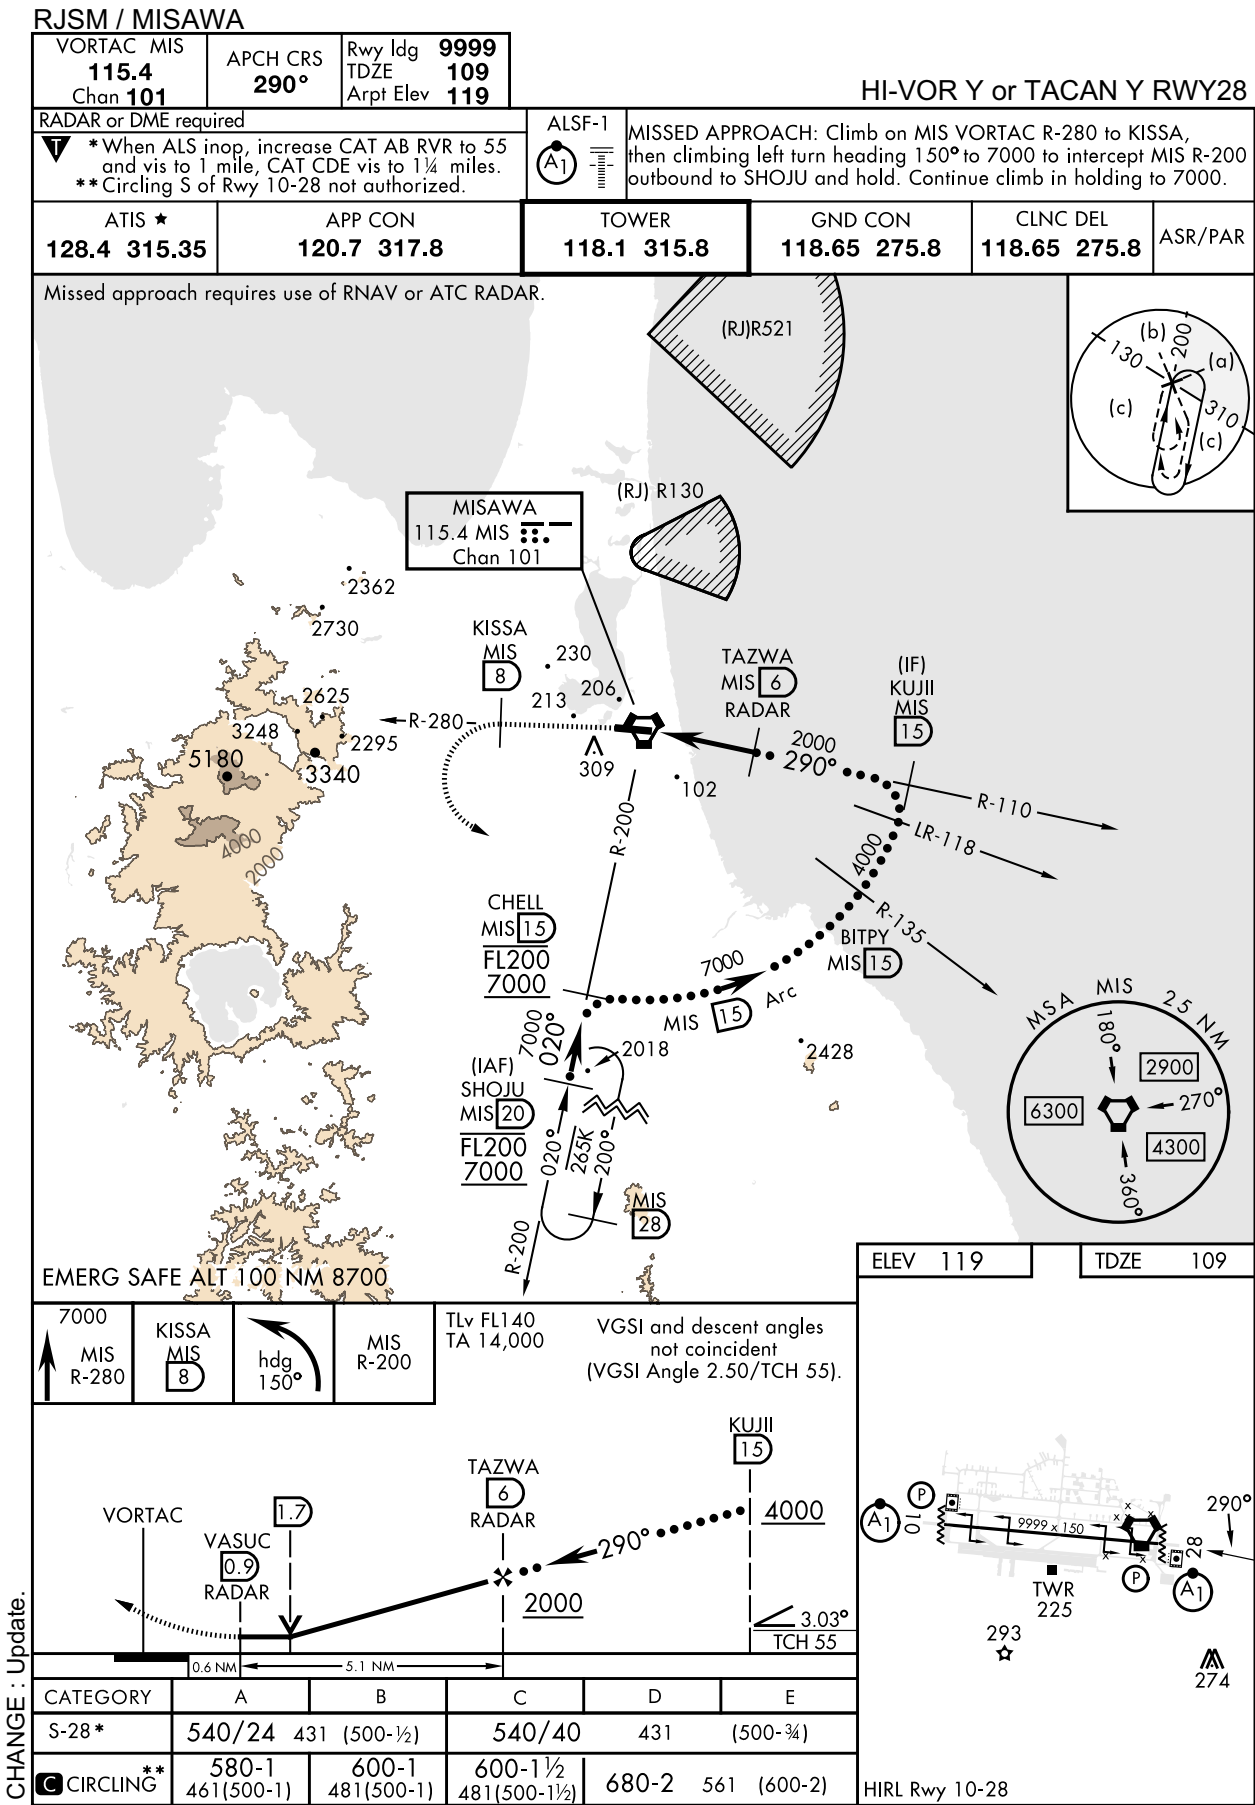 RJSM / MISAWA
VORTAC MIS
115.4
Chan 101
APCH CRS
290°
Rwy ldg 9999
TDZE 109
Arpt Elev 119
HI-VOR Y or TACAN Y RWY28
RADAR or DME required
T
* When ALS inop, increase CAT AB RVR to 55
and vis to 1 mile, CAT CDE vis to 1¼ miles.
** Circling S of Rwy 10-28 not authorized.
ALSF-1
A1
MISSED APPROACH: Climb on MIS VORTAC R-280 to KISSA,
then climbing left turn heading 150° to 7000 to intercept MIS R-200
outbound to SHOJU and hold. Continue climb in holding to 7000.
ATIS ★
128.4 315.35
APP CON
120.7 317.8
TOWER
118.1 315.8
GND CON
118.65 275.8
CLNC DEL
118.65 275.8
ASR/PAR
Missed approach requires use of RNAV or ATC RADAR.
(RJ)R521
(b)
200
130
(a)
(c)
310
(c)
(RJ) R130
MISAWA
115.4 MIS
Chan 101
2362
2730
KISSA
MIS
8
230
213
206
TAZWA
MIS 6
RADAR
(IF)
KUJII
MIS
15
2625
3248
2295
5180
3340
R-280
309
102
2000
290°
R-110
LR-118
4000
R-135
4000
2000
R-200
CHELL
MIS 15
FL200
7000
BITPY
MIS 15
7000
MIS 15 Arc
7000
020°
2018
2428
(IAF)
SHOJU
MIS 20
FL200
7000
020°
265K
200°
MIS
28
R-200
MSA MIS 25 NM
180°
2900
6300
270°
4300
360°
EMERG SAFE ALT 100 NM 8700
ELEV 119
TDZE 109
7000
MIS
R-280
KISSA
MIS
8
hdg
150°
MIS
R-200
TLv FL140
TA 14,000
VGSI and descent angles
not coincident
(VGSI Angle 2.50/TCH 55).
KUJII
15
TAZWA
6
RADAR
4000
VORTAC
1.7
VASUC
0.9
RADAR
290°
2000
3.03°
TCH 55
0.6 NM
5.1 NM
A1
P
10
9999 x 150
x
x
x
x
28
290°
P
A1
TWR
225
293
274
CATEGORY A B C D E
S-28 * 540/24 431 (500-½) 540/40 431 (500-¾)
C CIRCLING **
580-1
461(500-1)
600-1
481(500-1)
600-1½
481(500-1½)
680-2 561 (600-2)
HIRL Rwy 10-28
CHANGE : Update.